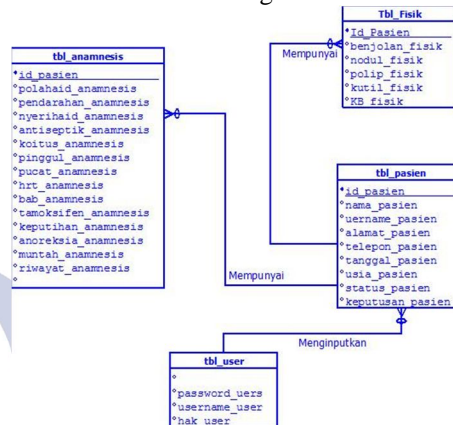 Tbl_Fisik
Id_Pasien
benjolan_fisik
nodul_fisik
polip_fisik
kutil_fisik
KB_fisik
Mempunyai
tbl_anamnesis
id_pasien
polahaid_anamnesis
pendarahan_anamnesis
nyerihaid_anamnesis
antiseptik_anamnesis
koitus_anamnesis
pinggul_anamnesis
pucat_anamnesis
hrt_anamnesis
bab_anamnesis
tamoksifen_anamnesis
keputihan_anamnesis
anoreksia_anamnesis
muntah_anamnesis
riwayat_anamnesis
tbl_pasien
id_pasien
nama_pasien
uername_pasien
alamat_pasien
telepon_pasien
tanggal_pasien
usia_pasien
status_pasien
keputusan_pasien
Mempunyai
Menginputkan
tbl_user
password_uers
username_user
hak_user